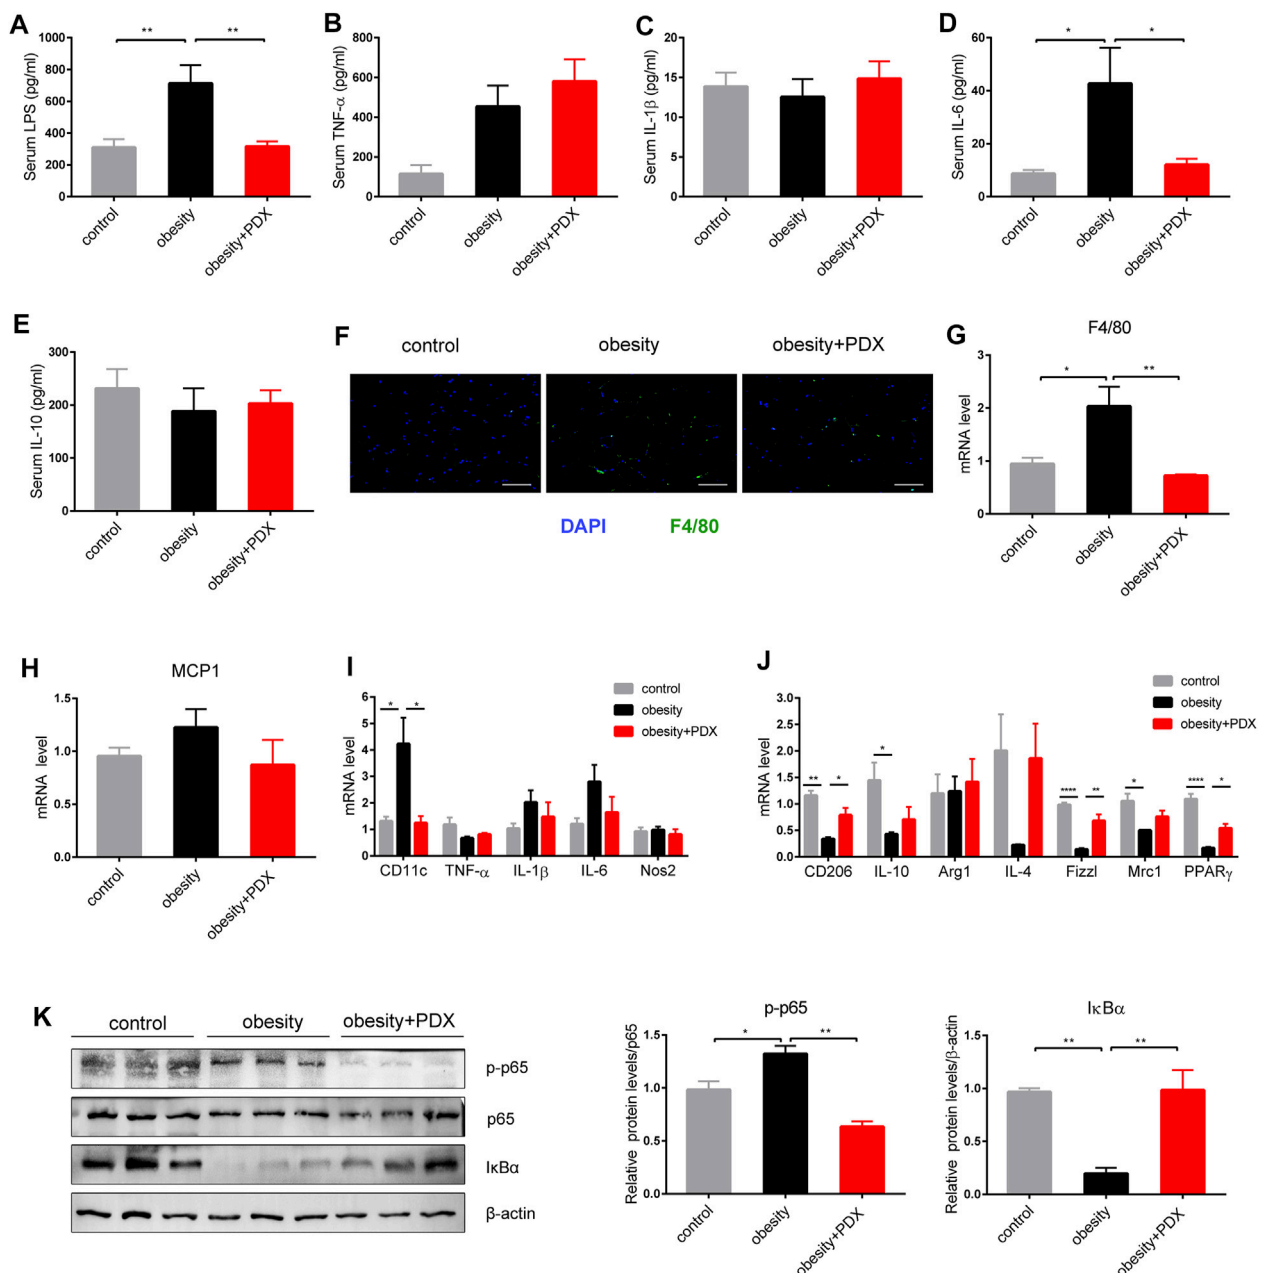 A
Serum LPS (pg/ml)
1000
800
600
400
200
0
**
**
control
obesity
obesity+PDX
B
Serum TNF-α (pg/ml)
800
600
400
200
0
control
obesity
obesity+PDX
C
Serum IL-1β (pg/ml)
20
15
10
5
0
control
obesity
obesity+PDX
D
Serum IL-6 (pg/ml)
60
40
20
0
*
*
control
obesity
obesity+PDX
E
Serum IL-10 (pg/ml)
300
200
100
0
control
obesity
obesity+PDX
F
control
obesity
obesity+PDX
DAPI
F4/80
G
F4/80
mRNA level
3
2
1
0
*
**
control
obesity
obesity+PDX
H
MCP1
mRNA level
1.5
1.0
0.5
0.0
control
obesity
obesity+PDX
I
mRNA level
6
5
4
3
2
1
0
*
*
control
obesity
obesity+PDX
CD11c
TNF-α
IL-1β
IL-6
Nos2
J
mRNA level
3.0
2.5
2.0
1.5
1.0
0.5
0.0
control
obesity
obesity+PDX
**
*
*
****
**
*
****
*
CD206
IL-10
Arg1
IL-4
Fizzl
Mrc1
PPARγ
K
control
obesity
obesity+PDX
p-p65
p65
IκBα
β-actin
p-p65
Relative protein levels/p65
1.5
1.0
0.5
0.0
*
**
control
obesity
obesity+PDX
IκBα
Relative protein levels/β-actin
1.5
1.0
0.5
0.0
**
**
control
obesity
obesity+PDX